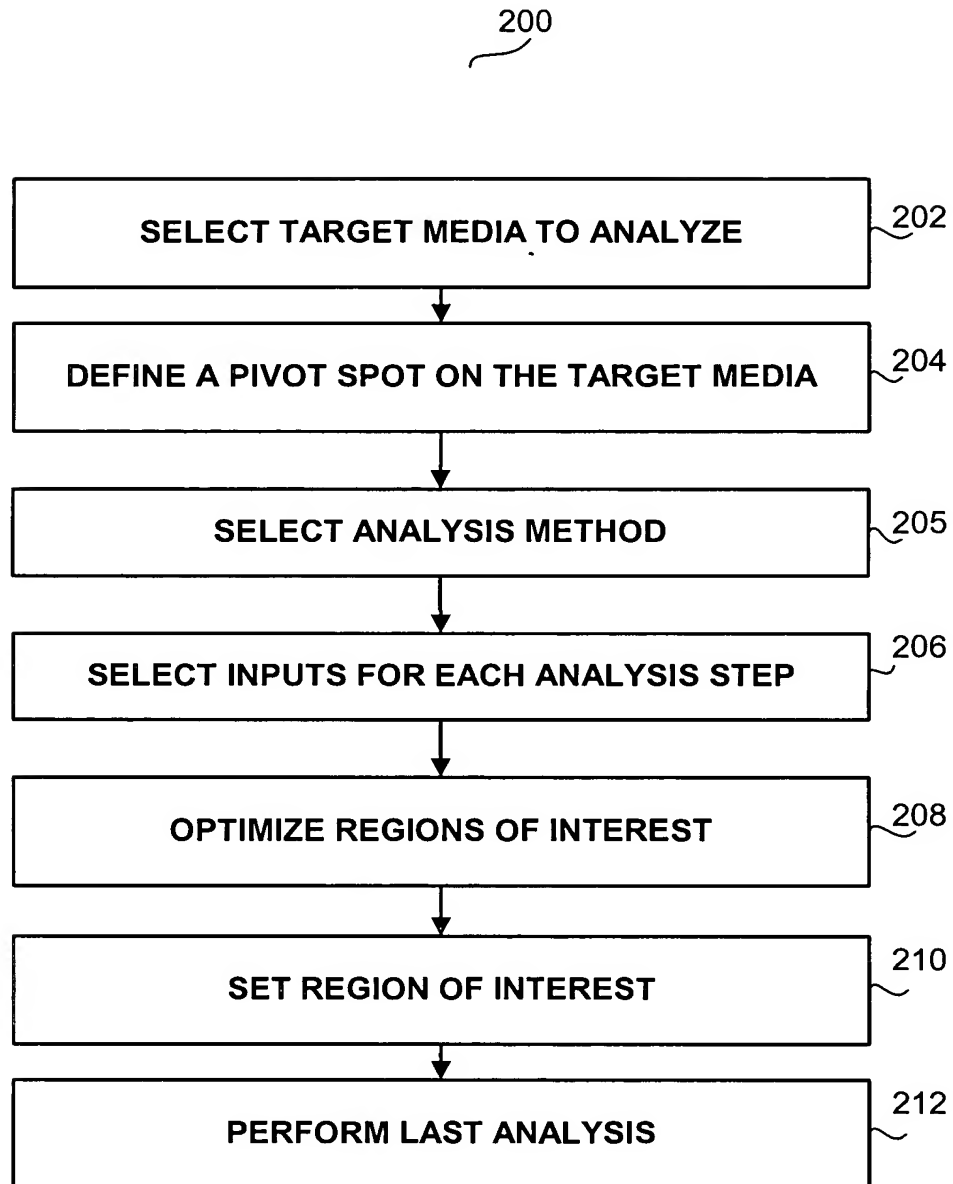 200
SELECT TARGET MEDIA TO ANALYZE
202
DEFINE A PIVOT SPOT ON THE TARGET MEDIA
204
SELECT ANALYSIS METHOD
205
SELECT INPUTS FOR EACH ANALYSIS STEP
206
OPTIMIZE REGIONS OF INTEREST
208
SET REGION OF INTEREST
210
PERFORM LAST ANALYSIS
212